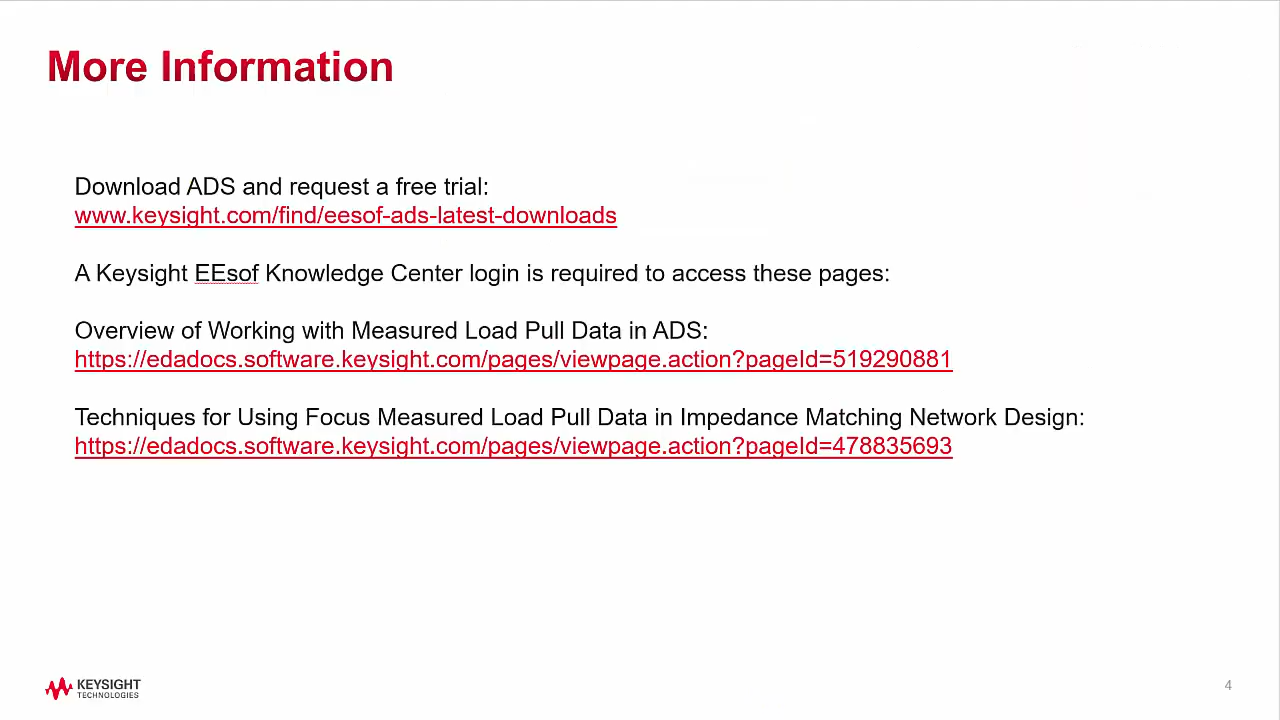 More Information
Download ADS and request a free trial:
www.keysight.com/find/eesof-ads-latest-downloads
A Keysight EEsof Knowledge Center login is required to access these pages:
Overview of Working with Measured Load Pull Data in ADS:
https://edadocs.software.keysight.com/pages/viewpage.action?pageId=519290881
Techniques for Using Focus Measured Load Pull Data in Impedance Matching Network Design:
https://edadocs.software.keysight.com/pages/viewpage.action?pageId=478835693
KEYSIGHT
TECHNOLOGIES
4